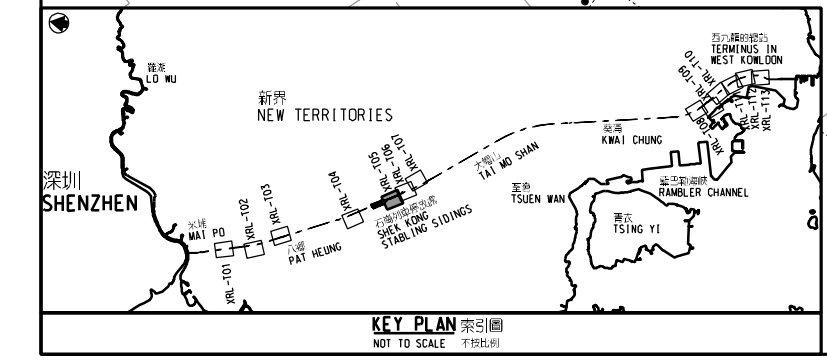 西九龍的總站
TERMINUS IN
WEST KOWLOON
羅湖
LO WU
XRL-T10
XRL-T09
新界
NEW TERRITORIES
XRL-T12
XRL-T13
XRL-T08
葵涌
KWAI CHUNG
XRL-T07
XRL-T06
XRL-T05
大帽山
TAI MO SHAN
深圳
SHENZHEN
XRL-T04
XRL-T03
XRL-T02
XRL-T01
荃灣
TSUEN WAN
藍巴勒海峽
RAMBLER CHANNEL
米埔
MAI PO
石崗列車停放處
SHEK KONG
STABLING SIDINGS
青衣
TSING YI
八鄉
PAT HEUNG
KEY PLAN 索引圖
NOT TO SCALE 不按比例